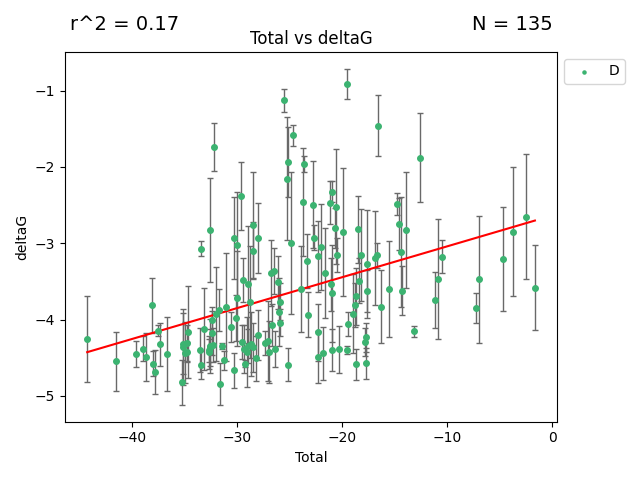 r^2 = 0.17
N = 135
Total vs deltaG
D
deltaG
−1
−2
−3
−4
−5
−40
−30
−20
−10
0
Total